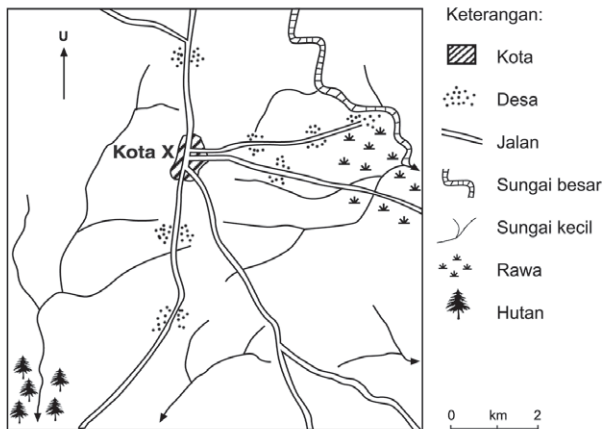 U
Kota X
Keterangan:
Kota
Desa
Jalan
Sungai besar
Sungai kecil
Rawa
Hutan
0 km 2